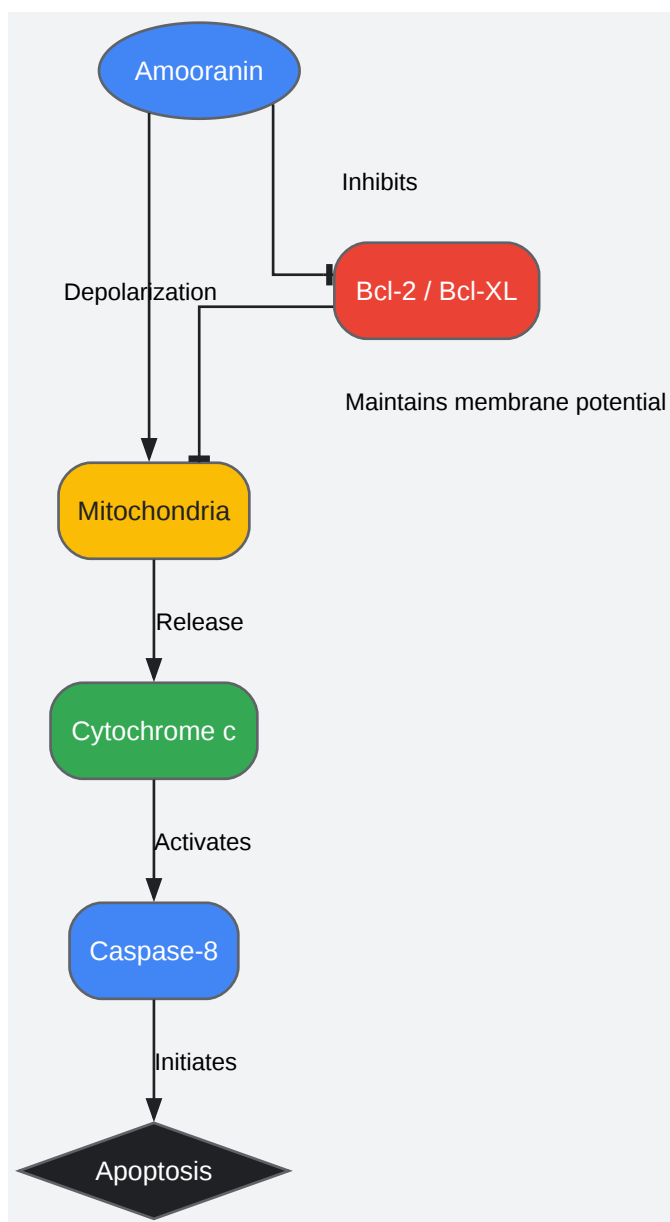 Amooranin
Inhibits
Depolarization
Bcl-2 / Bcl-XL
Maintains membrane potential
Mitochondria
Release
Cytochrome c
Activates
Caspase-8
Initiates
Apoptosis